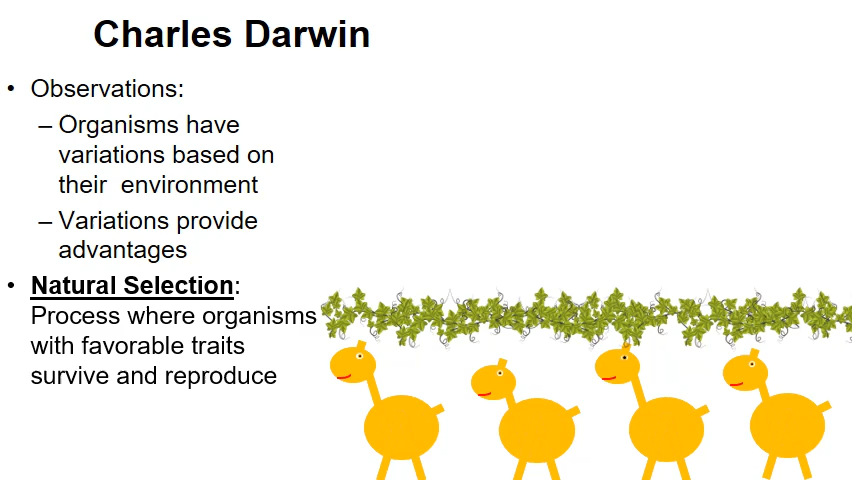 Charles Darwin
• Observations:
– Organisms have
variations based on
their  environment
– Variations provide
advantages
• Natural Selection:
Process where organisms
with favorable traits
survive and reproduce